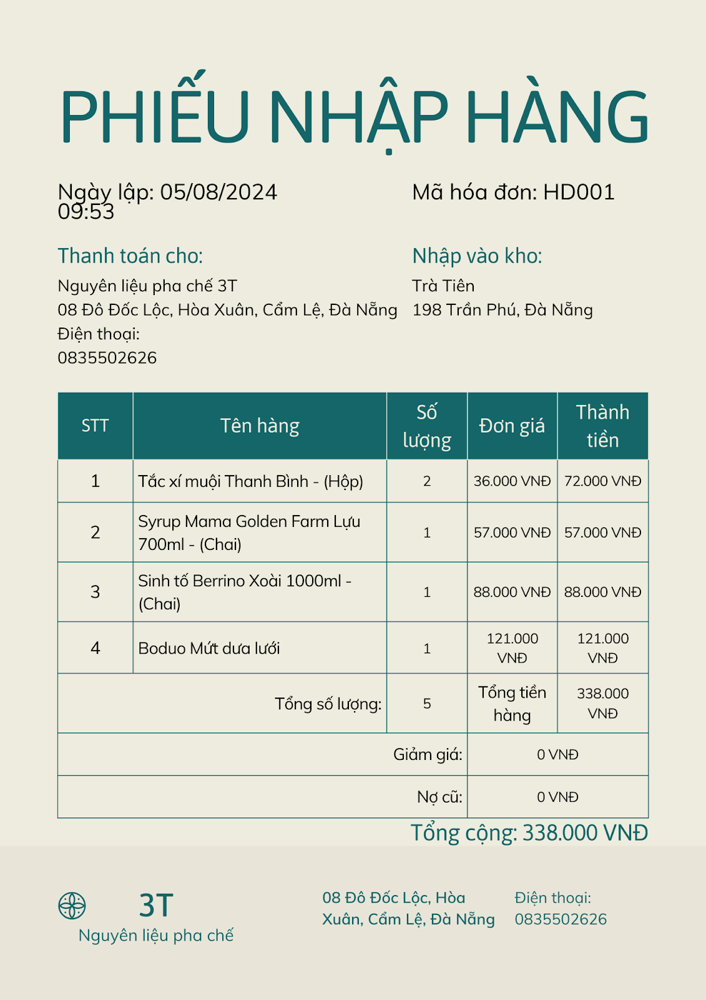 PHIẾU NHẬP HÀNG
Ngày lập: 05/08/2024
09:53
Mã hóa đơn: HD001
Thanh toán cho:
Nguyên liệu pha chế 3T
08 Đô Đốc Lộc, Hòa Xuân, Cẩm Lệ, Đà Nẵng
Điện thoại:
0835502626
Nhập vào kho:
Trà Tiên
198 Trần Phú, Đà Nẵng
STT Tên hàng Số lượng Đơn giá Thành tiền
1 Tắc xí muội Thanh Bình - (Hộp) 2 36.000 VNĐ 72.000 VNĐ
2 Syrup Mama Golden Farm Lựu
700ml - (Chai) 1 57.000 VNĐ 57.000 VNĐ
3 Sinh tố Berrino Xoài 1000ml -
(Chai) 1 88.000 VNĐ 88.000 VNĐ
4 Boduo Mứt dưa lưới 1 121.000 VNĐ 121.000 VNĐ
Tổng số lượng: 5 Tổng tiền hàng 338.000 VNĐ
Giảm giá: 0 VNĐ
Nợ cũ: 0 VNĐ
Tổng cộng: 338.000 VNĐ
3T
Nguyên liệu pha chế
08 Đô Đốc Lộc, Hòa
Xuân, Cẩm Lệ, Đà Nẵng
Điện thoại:
0835502626